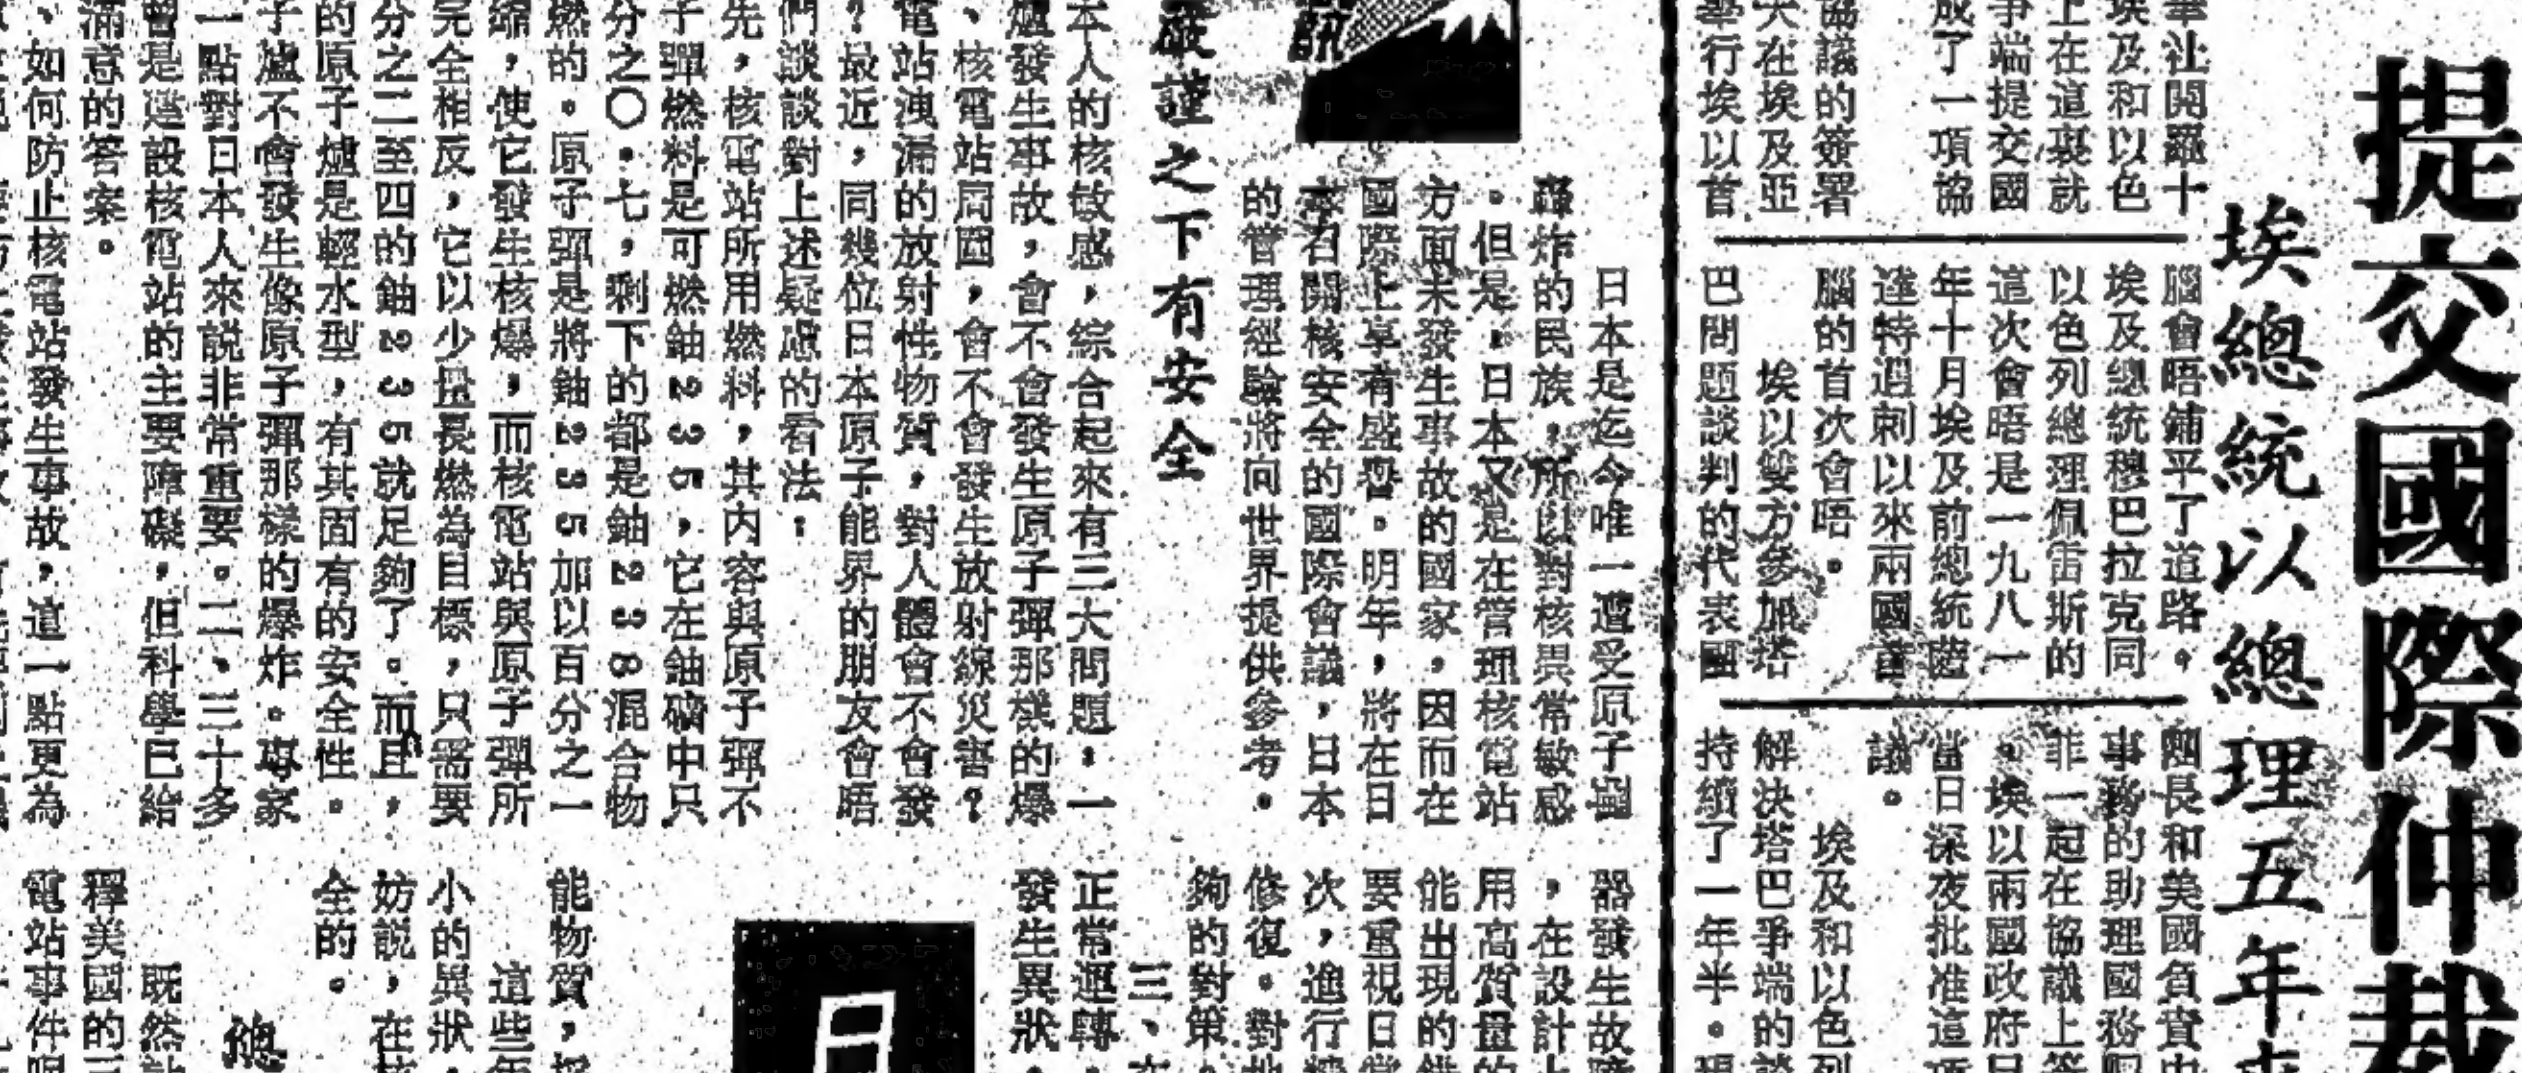 提交國際仲裁
埃總統以總理五年來
華社開羅十
埃及和以色
上在這裏就
爭端提交國
成了一項協
協議的簽署
天在埃及亞
舉行埃以首
腦會晤鋪平了道路。
埃及總統穆巴拉克同
以色列總理佩雷斯的
這次會晤是一九八一
年十月埃及前總統薩
達特遇刺以來兩國首
腦的首次會晤。
埃以雙方參加塔
巴問題談判的代表團
團長和美國負責中
事務的助理國務卿
菲一起在協議上簽
。埃以兩國政府已
當日深夜批准這項
議。
埃及和以色列
解決塔巴爭端的談
持續了一年半。現
日本是迄今唯一遭受原子彈
轟炸的民族，所以對核異常敏感
。但是，日本又是在管理核電站
方面未發生事故的國家，因而在
國際上享有盛譽。明年，將在日
本召開核安全的國際會議，日本
的管理經驗將向世界提供參考。
嚴謹之下有安全
本人的核敏感，綜合起來有三大問題：一
爐發生事故，會不會發生原子彈那樣的爆
、核電站周圍，會不會發生放射線災害？
電站洩漏的放射性物質，對人體會不會發
？最近，同幾位日本原子能界的朋友會晤
們談談對上述疑慮的看法：
先，核電站所用燃料，其內容與原子彈不
子彈燃料是可燃鈾235，它在鈾礦中只
分之〇．七，剩下的都是鈾238混合物
燃的。原子彈是將鈾235加以百分之一
縮，使它發生核爆，而核電站與原子彈所
完全相反，它以少量長燃為目標，只需要
分之二至四的鈾235就足夠了。而且，
的原子爐是輕水型，有其固有的安全性。
子爐不會發生像原子彈那樣的爆炸。專家
一點對日本人來說非常重要。二、三十多
曾是建設核電站的主要障礙，但科學已給
滿意的答案。
、如何防止核電站發生事故，這一點更為
器發生故障
，在設計上
用高質量的
能出現的錯
要重視日常
次，進行
修復。對
夠的對策。
三、在
正常運轉，
發生異狀，
日
能物質，
這些年
小的異狀，
妨說，在核
全的。
總
既然
釋美國的三
電站事件